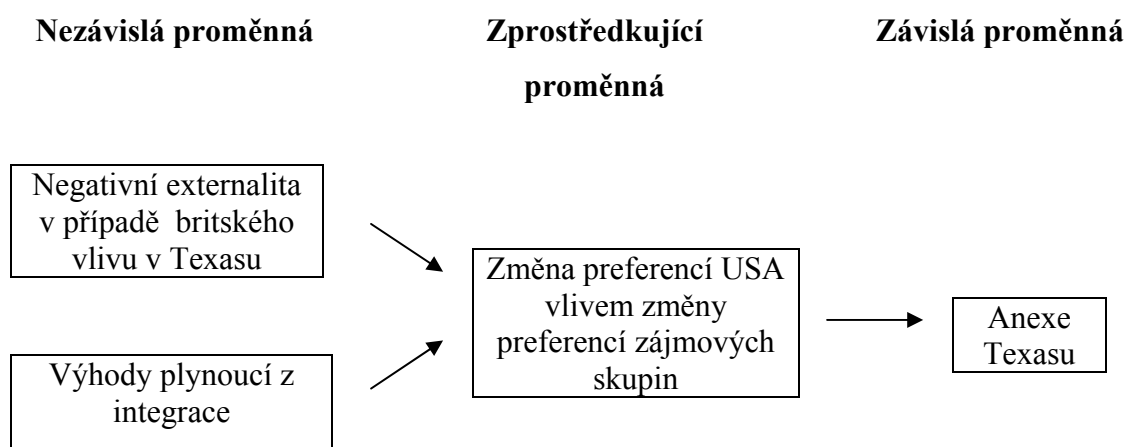 Nezávislá proměnná
Zprostředkující
proměnná
Závislá proměnná
Negativní externalita
v případě britského
vlivu v Texasu
Výhody plynoucí z
integrace
Změna preferencí USA
vlivem změny
preferencí zájmových
skupin
Anexe
Texasu